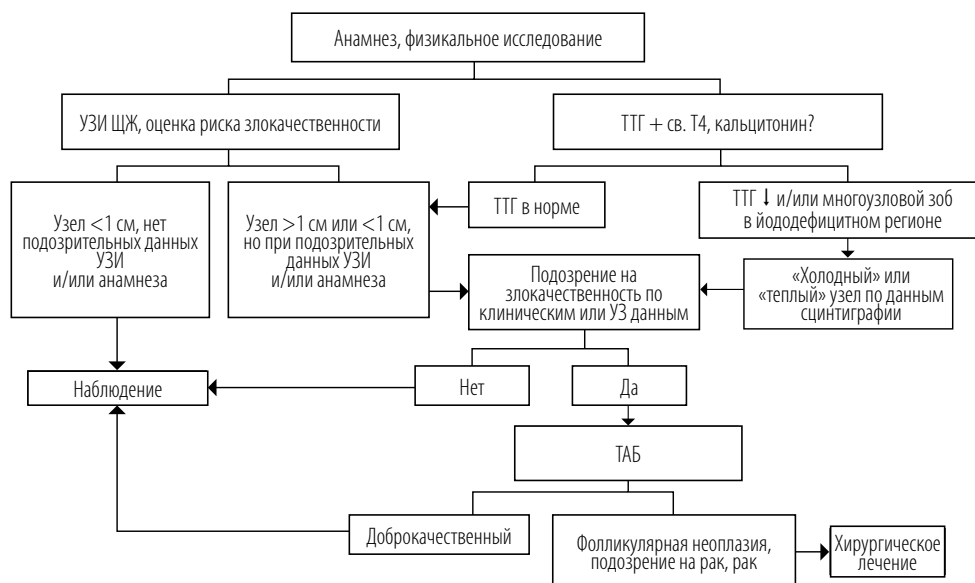 Анамнез, физикальное исследование
УЗИ ЩЖ, оценка риска злокачественности
ТТГ + св. Т4, кальцитонин?
Узел <1 см, нет
подозрительных данных
УЗИ
и/или анамнеза
Узел >1 см или <1 см,
но при подозрительных
данных УЗИ
и/или анамнеза
ТТГ в норме
ТТГ ↓ и/или многоузловой зоб
в йододефицитном регионе
Подозрение на
злокачественность по
клиническим или УЗ данным
«Холодный» или
«теплый» узел по данным
сцинтиграфии
Наблюдение
Нет
Да
ТАБ
Доброкачественный
Фолликулярная неоплазия,
подозрение на рак, рак
Хирургическое
лечение